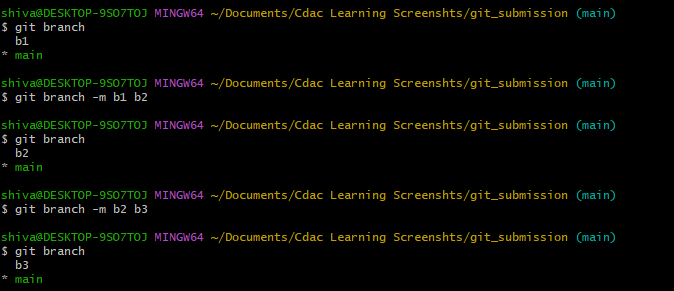 shiva@DESKTOP-9SO7TOJ MINGW64 ~/Documents/Cdac Learning Screenshts/git_submission (main)
$ git branch
  b1
* main
shiva@DESKTOP-9SO7TOJ MINGW64 ~/Documents/Cdac Learning Screenshts/git_submission (main)
$ git branch -m b1 b2
shiva@DESKTOP-9SO7TOJ MINGW64 ~/Documents/Cdac Learning Screenshts/git_submission (main)
$ git branch
  b2
* main
shiva@DESKTOP-9SO7TOJ MINGW64 ~/Documents/Cdac Learning Screenshts/git_submission (main)
$ git branch -m b2 b3
shiva@DESKTOP-9SO7TOJ MINGW64 ~/Documents/Cdac Learning Screenshts/git_submission (main)
$ git branch
  b3
* main